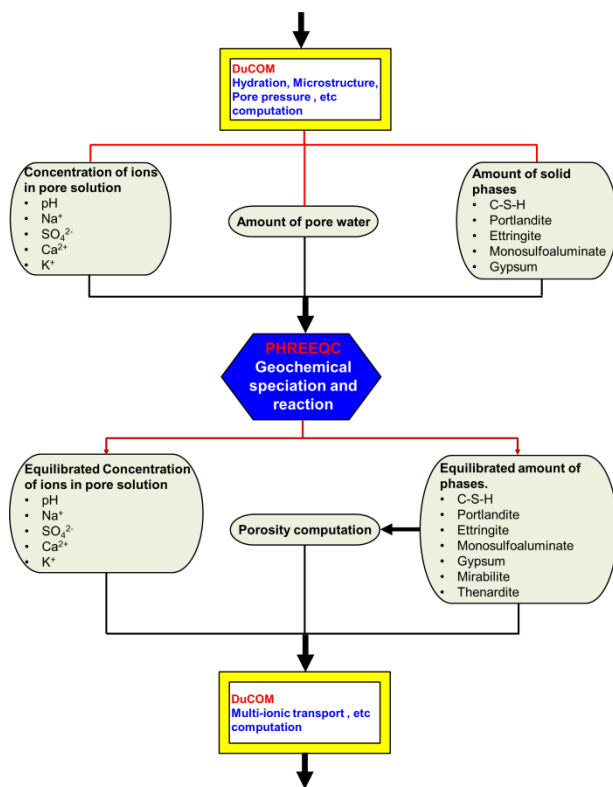 DuCOM
Hydration, Microstructure,
Pore pressure , etc
computation
Concentration of ions
in pore solution
• pH
• Na⁺
• SO₄²⁻
• Ca²⁺
• K⁺
Amount of pore water
Amount of solid
phases
• C-S-H
• Portlandite
• Ettringite
• Monosulfoaluminate
• Gypsum
PHREEQC
Geochemical
speciation and
reaction
Equilibrated Concentration
of ions in pore solution
• pH
• Na⁺
• SO₄²⁻
• Ca²⁺
• K⁺
Porosity computation
Equilibrated amount of
phases.
• C-S-H
• Portlandite
• Ettringite
• Monosulfoaluminate
• Gypsum
• Mirabilite
• Thenardite
DuCOM
Multi-ionic transport , etc
computation